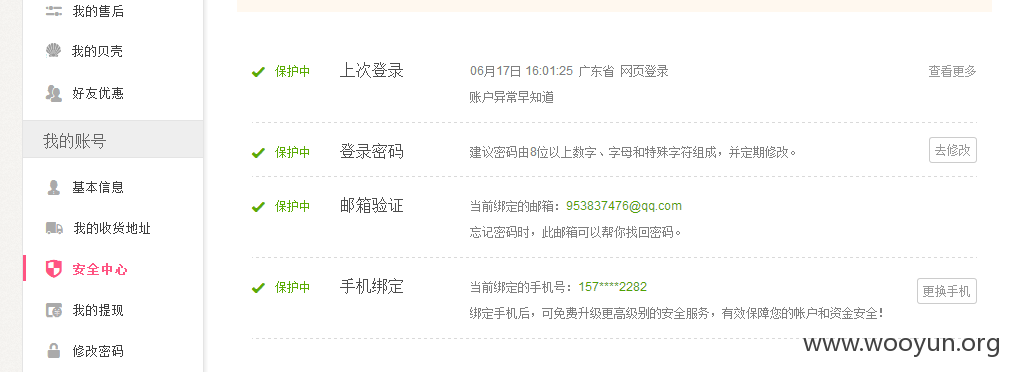 我的售后
我的贝壳
好友优惠
我的账号
基本信息
我的收货地址
安全中心
我的提现
修改密码
保护中 上次登录 06月17日 16:01:25 广东省 网页登录 查看更多
账户异常早知道
保护中 登录密码 建议密码由8位以上数字、字母和特殊字符组成，并定期修改。 去修改
保护中 邮箱验证 当前绑定的邮箱：953837476@qq.com
忘记密码时，此邮箱可以帮你找回密码。
保护中 手机绑定 当前绑定的手机号：157****2282 更换手机
绑定手机后，可免费升级更高级别的安全服务，有效保障您的帐户和资金安全！
www.wooyun.org